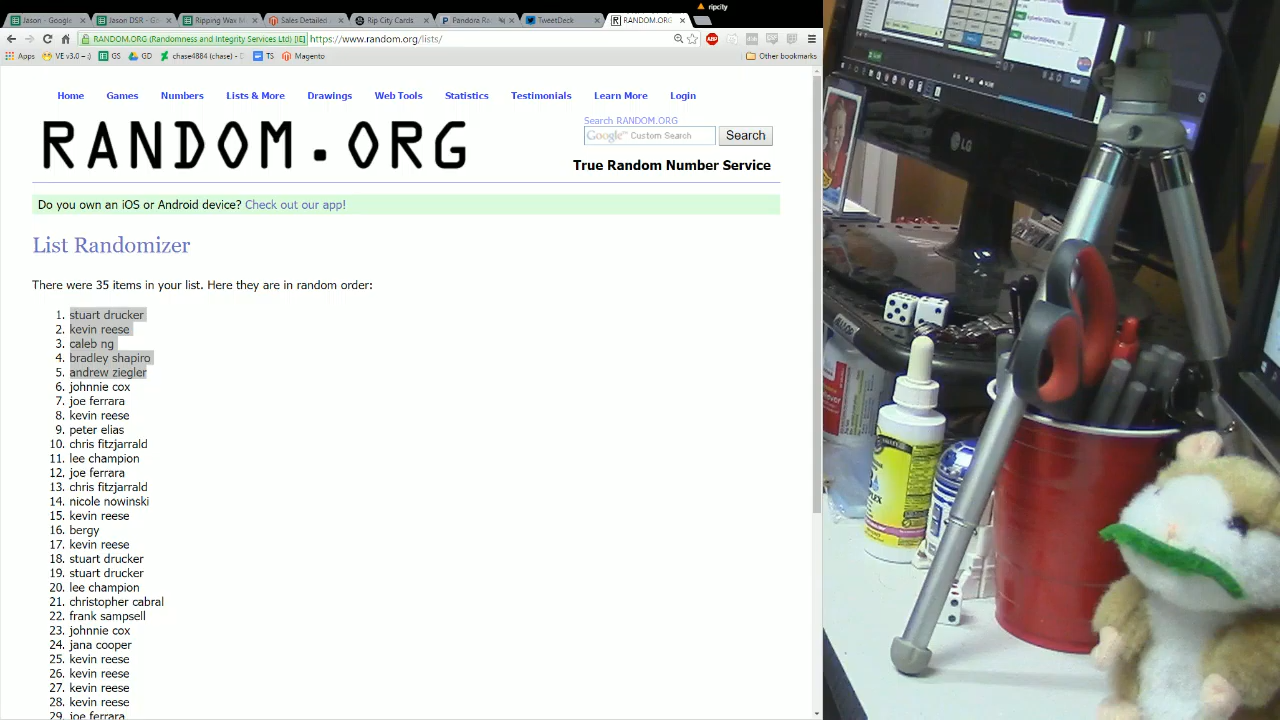 ripcity
Jason - Google
Jason DSR - G
Ripping Wax M
Sales Detailed
Rip City Cards
Pandora Ra
TweetDeck
RANDOM.ORG
RANDOM.ORG (Randomness and Integrity Services Ltd) [IE] https://www.random.org/lists/
Apps VE v3.0 GS GD chase4884 (chase) - D TS Magento Other bookmarks
Home Games Numbers Lists & More Drawings Web Tools Statistics Testimonials Learn More Login
RANDOM.ORG
Search RANDOM.ORG
Google™ Custom Search Search
True Random Number Service
Do you own an iOS or Android device? Check out our app!
List Randomizer
There were 35 items in your list. Here they are in random order:
1. stuart drucker
2. kevin reese
3. caleb ng
4. bradley shapiro
5. andrew ziegler
6. johnnie cox
7. joe ferrara
8. kevin reese
9. peter elias
10. chris fitzjarrald
11. lee champion
12. joe ferrara
13. chris fitzjarrald
14. nicole nowinski
15. kevin reese
16. bergy
17. kevin reese
18. stuart drucker
19. stuart drucker
20. lee champion
21. christopher cabral
22. frank sampsell
23. johnnie cox
24. jana cooper
25. kevin reese
26. kevin reese
27. kevin reese
28. kevin reese
29. joe ferrara
LG